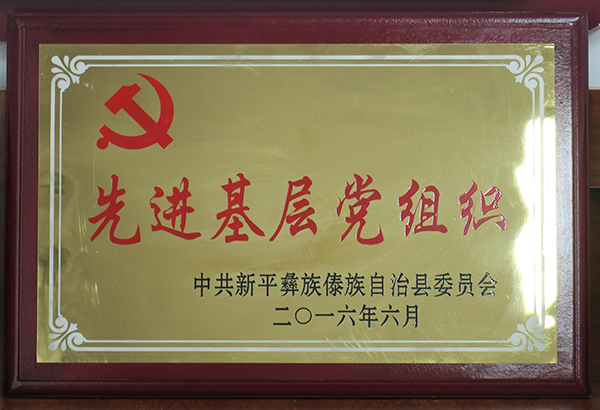 先进基层党组织
中共新平彝族傣族自治县委员会
二〇一六年六月